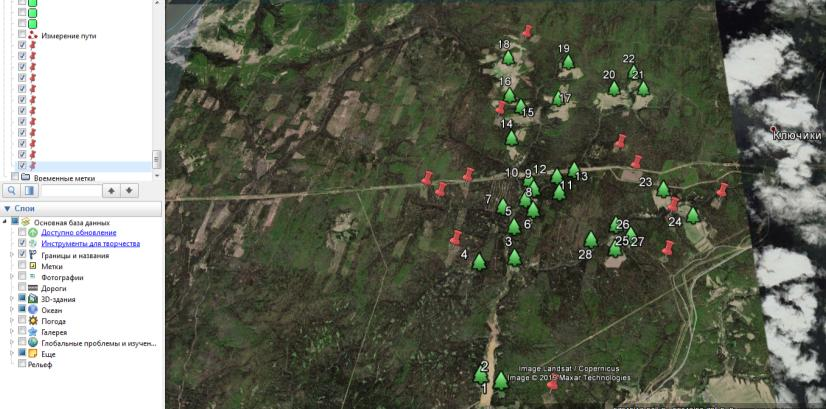 Измерение пути
Временные метки
Слои
Основная база данных
Доступно обновление
Инструменты для творчества
Границы и названия
Метки
Фотографии
Дороги
3D-здания
Океан
Погода
Галерея
Глобальные проблемы и изучен...
Еще
Рельеф
18
19
22
20
21
16
17
15
14
Ключики
12
10
9
13
11
8
23
7
5
6
24
26
3
25
27
28
4
2
1
Image Landsat / Copernicus
Image © 2019 Maxar Technologies